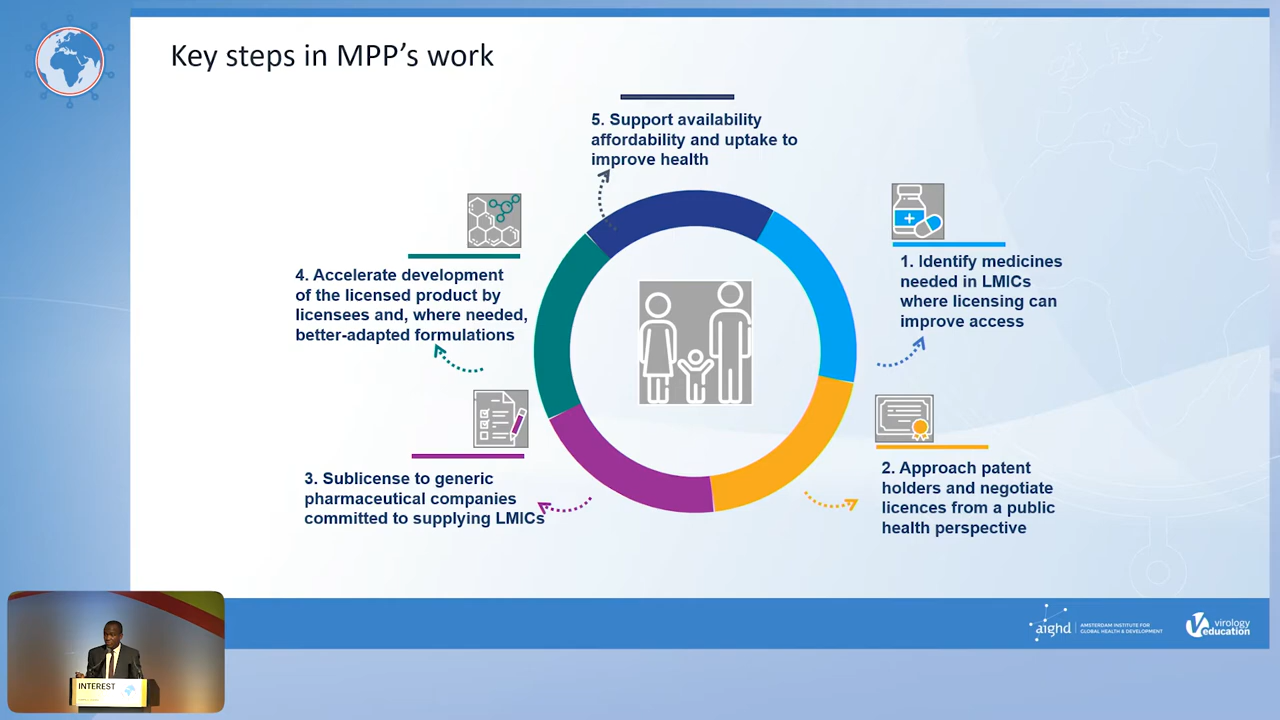 Key steps in MPP's work
5. Support availability
affordability and uptake to
improve health
1. Identify medicines
needed in LMICs
where licensing can
improve access
4. Accelerate development
of the licensed product by
licensees and, where needed,
better-adapted formulations
3. Sublicense to generic
pharmaceutical companies
committed to supplying LMICs
2. Approach patent
holders and negotiate
licences from a public
health perspective
aighd
AMSTERDAM INSTITUTE FOR
GLOBAL HEALTH & DEVELOPMENT
virology
education
INTEREST